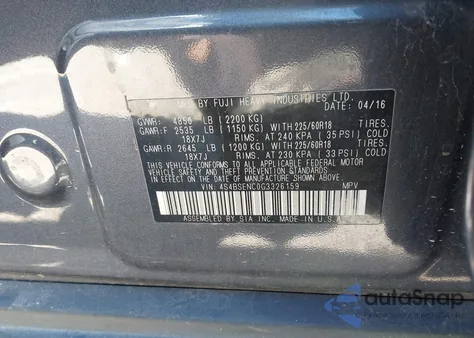 MFD. BY FUJI HEAVY INDUSTRIES LTD. DATE: 04/16
GVWR: 4850 LB (2200 KG)
GAWR:F 2535 LB (1150 KG) WITH 225/60R18 TIRES.
18X7J RIMS. AT 240 KPA ( 35 PSI) COLD
GAWR: R 2645 LB (1200 KG) WITH 225/60R18 TIRES.
18X7J RIMS. AT 230 KPA ( 33 PSI) COLD
THIS VEHICLE CONFORMS TO ALL APPLICABLE FEDERAL MOTOR
VEHICLE SAFETY, BUMPER, AND THEFT PREVENTION
STANDARDS IN EFFECT ON THE DATE OF MANUFACTURE SHOWN ABOVE.
VIN: 4S4BSENC0G3326159 MPV
ASSEMBLED BY SIA INC. IN U.S.A.
autoSnap